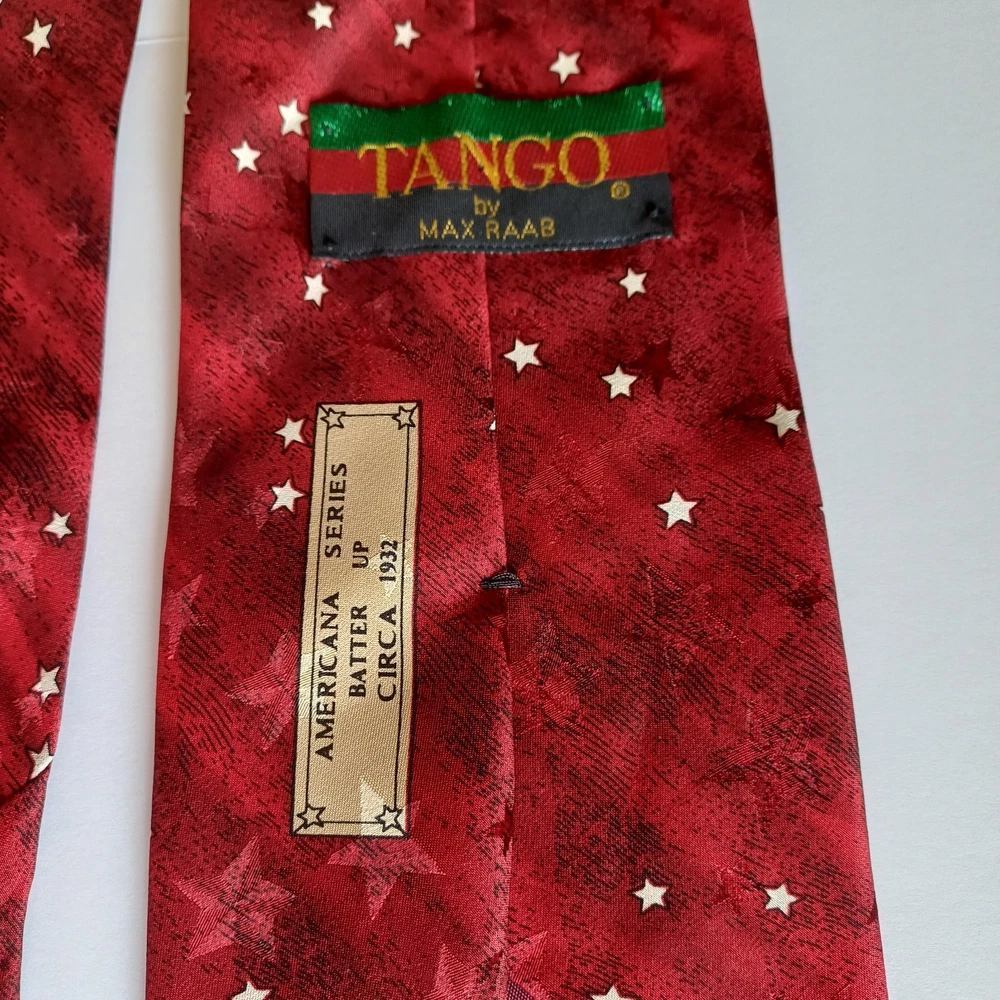 TANGO ®
by
MAX RAAB
AMERICANA SERIES
BATTER UP
CIRCA 1932